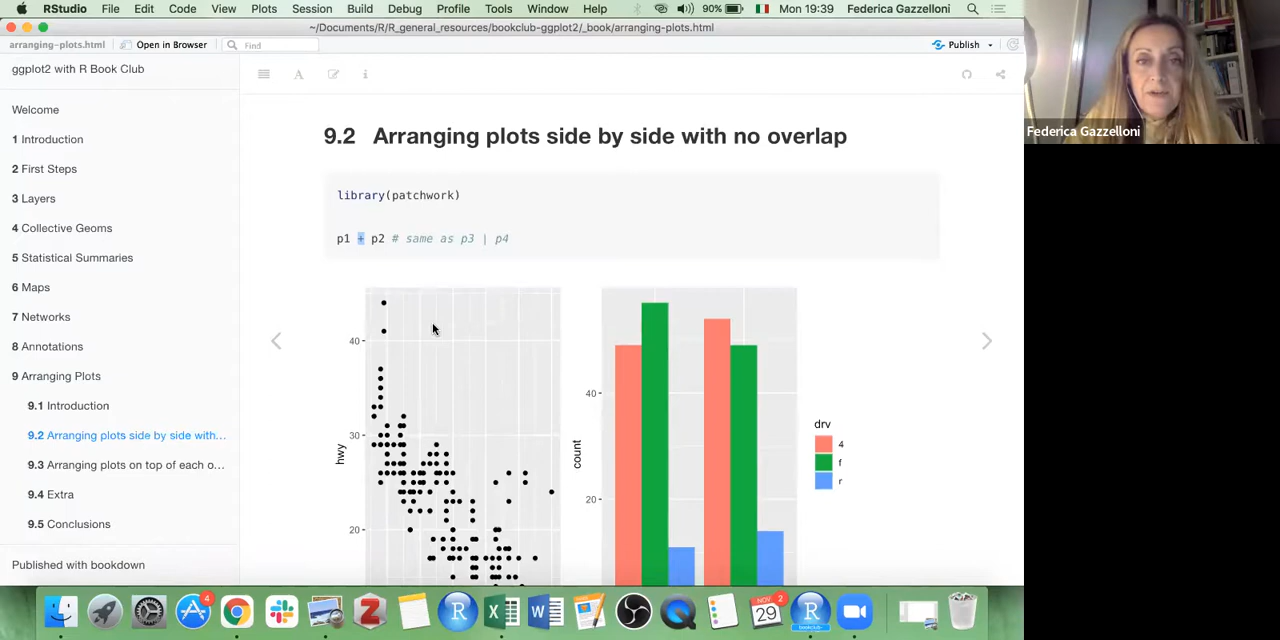 RStudio File Edit Code View Plots Session Build Debug Profile Tools Window Help 90% Mon 19:39 Federica Gazzelloni
~/Documents/R/R_general_resources/bookclub-ggplot2/_book/arranging-plots.html
arranging-plots.html Open in Browser Find Publish
ggplot2 with R Book Club
Welcome
1 Introduction
2 First Steps
3 Layers
4 Collective Geoms
5 Statistical Summaries
6 Maps
7 Networks
8 Annotations
9 Arranging Plots
9.1 Introduction
9.2 Arranging plots side by side with...
9.3 Arranging plots on top of each o...
9.4 Extra
9.5 Conclusions
Published with bookdown
A i
9.2 Arranging plots side by side with no overlap
library(patchwork)
p1 + p2 # same as p3 | p4
40
30
20
hwy
40
20
count
drv
4
f
r
Federica Gazzelloni
4
Z
R
X
W
NOV
29
2
R